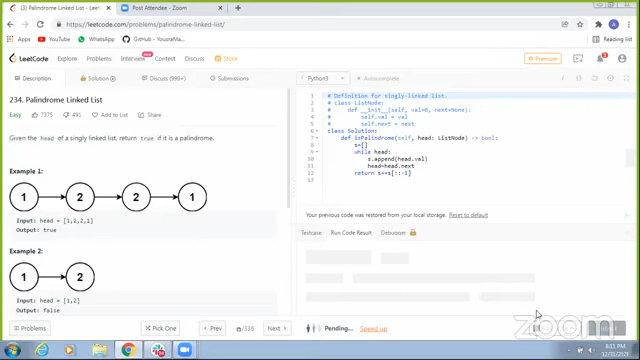 (3) Palindrome Linked List - Lee
Post Attendee - Zoom
https://leetcode.com/problems/palindrome-linked-list/
Apps
YouTube
WhatsApp
GitHub - YousraMa...
Reading list
LeetCode
Explore
Problems
Interview
Contest
Discuss
Store
Premium
Description
Solution
Discuss (999+)
Submissions
Python3
Autocomplete
234. Palindrome Linked List
Easy
7375
491
Add to List
Share
Given the head of a singly linked list, return true if it is a palindrome.
Example 1:
1
2
2
1
Input: head = [1,2,2,1]
Output: true
Example 2:
1
2
Input: head = [1,2]
Output: false
1 # Definition for singly-linked list.
2 # class ListNode:
3 # def __init__(self, val=0, next=None):
4 # self.val = val
5 # self.next = next
6 class Solution:
7 def isPalindrome(self, head: ListNode) -> bool:
8 s=[]
9 while head:
10 s.append(head.val)
11 head=head.next
12 return s==s[::-1]
13
Your previous code was restored from your local storage. Reset to default
Testcase
Run Code Result
Debugger
Problems
Pick One
Prev
/336
Next
Pending...
Speed up
zoom
8:11 PM